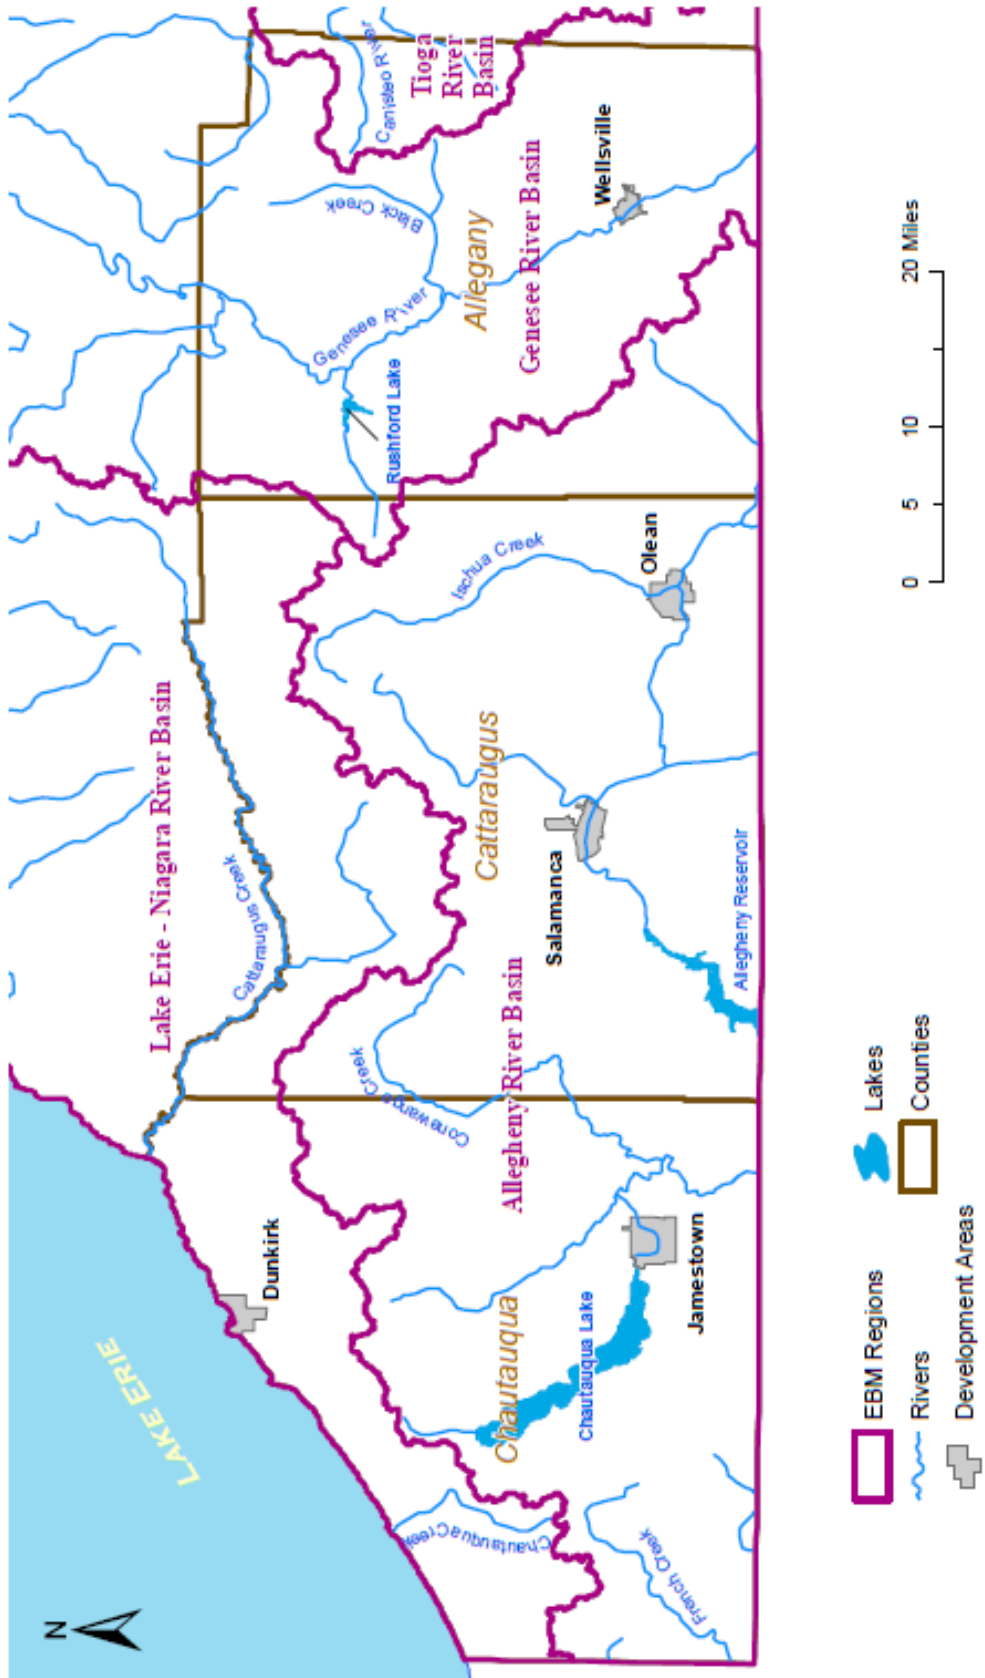 N
LAKE ERIE
Lake Erie - Niagara River Basin
Cattaraugus Creek
Dunkirk
Chautauqua Creek
French Creek
Chautauqua
Chautauqua Lake
Jamestown
Conewango Creek
Allegheny River Basin
Cattaraugus
Salamanca
Allegheny Reservoir
Ischua Creek
Olean
Rushford Lake
Genesee River
Black Creek
Allegany
Genesee River Basin
Wellsville
Canisteo River
Tioga
River
Basin
EBM Regions
Lakes
Rivers
Counties
Development Areas
0 5 10 20 Miles